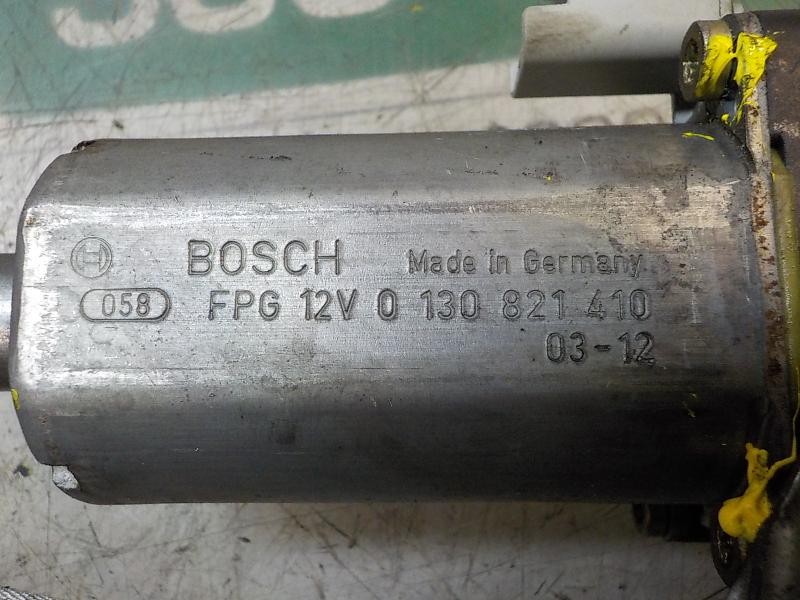 BOSCH Made in Germany
058 FPG 12V 0 130 821 410
03-12